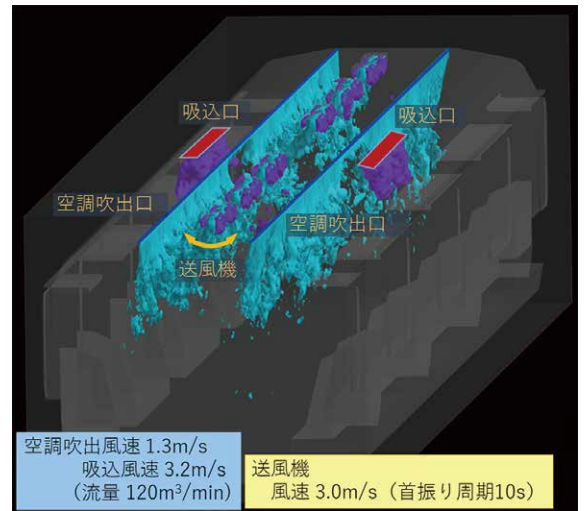 吸込口
吸込口
空調吹出口
空調吹出口
送風機
空調吹出風速 1.3m/s
吸込風速 3.2m/s
(流量 120m³/min)
送風機
風速 3.0m/s (首振り周期10s)